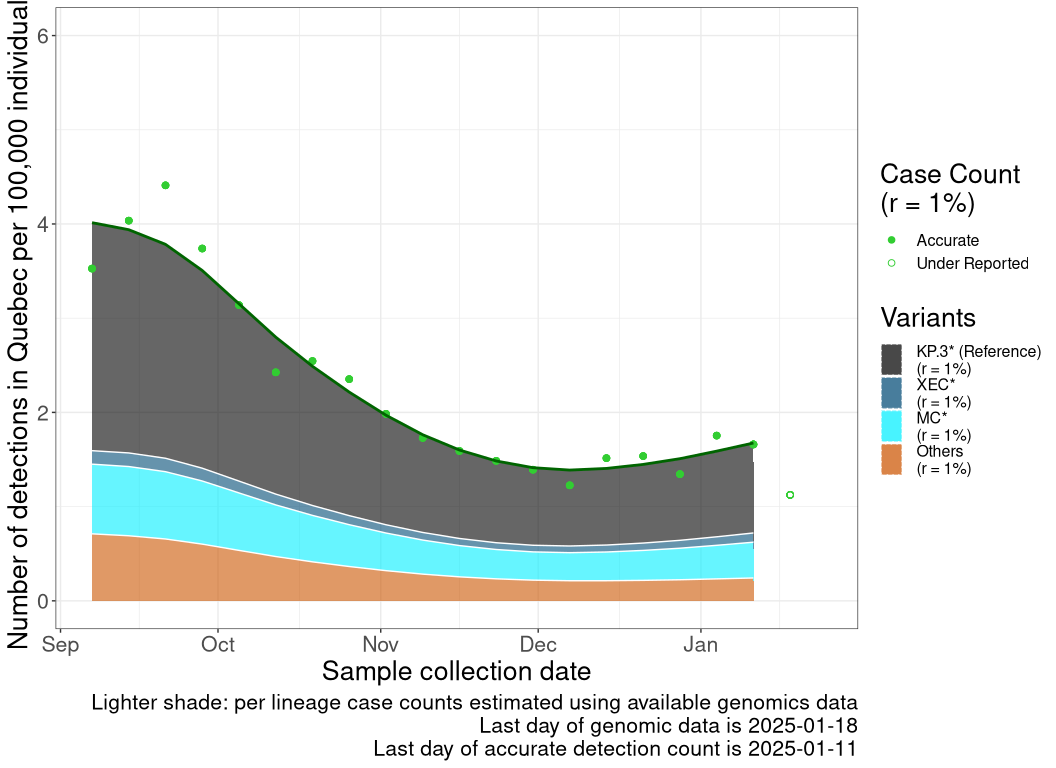 Number of detections in Quebec per 100,000 individual
6
4
2
0
Sep Oct Nov Dec Jan
Sample collection date
Lighter shade: per lineage case counts estimated using available genomics data
Last day of genomic data is 2025-01-18
Last day of accurate detection count is 2025-01-11
Case Count
(r = 1%)
Accurate
Under Reported
Variants
KP.3* (Reference)
(r = 1%)
XEC*
(r = 1%)
MC*
(r = 1%)
Others
(r = 1%)